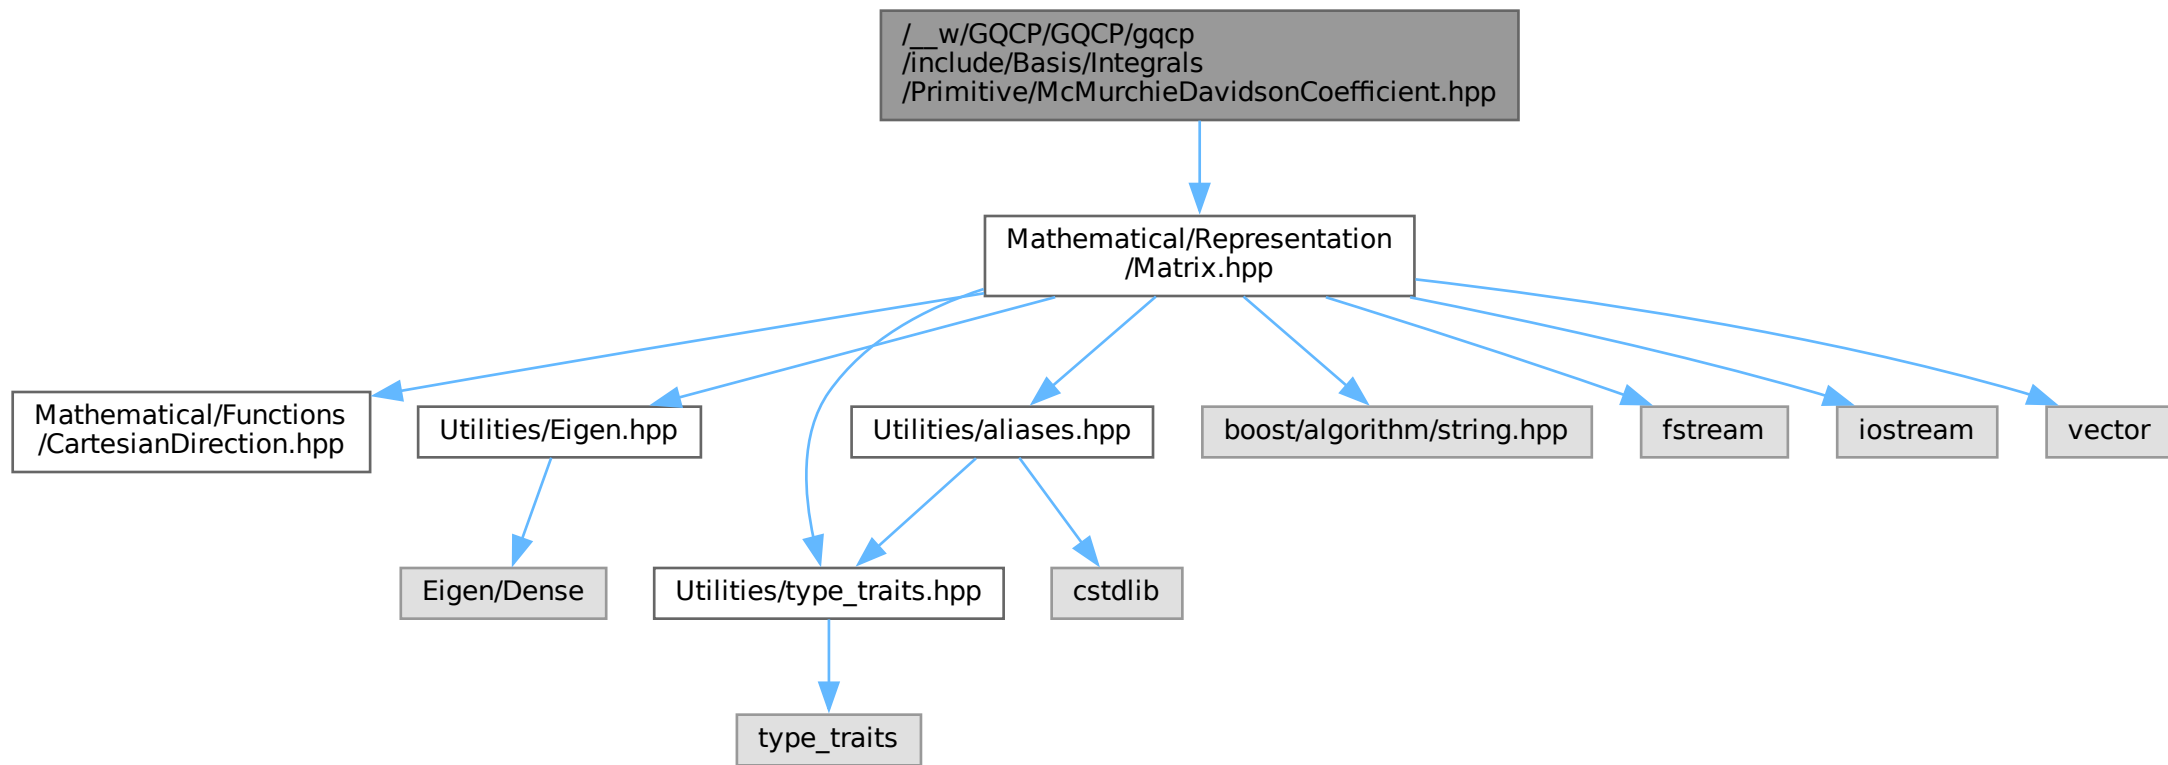 /__w/GQCP/GQCP/gqcp
/include/Basis/Integrals
/Primitive/McMurchieDavidsonCoefficient.hpp
Mathematical/Representation
/Matrix.hpp
Mathematical/Functions
/CartesianDirection.hpp
Utilities/Eigen.hpp
Utilities/aliases.hpp
boost/algorithm/string.hpp
fstream
iostream
vector
Eigen/Dense
Utilities/type_traits.hpp
cstdlib
type_traits